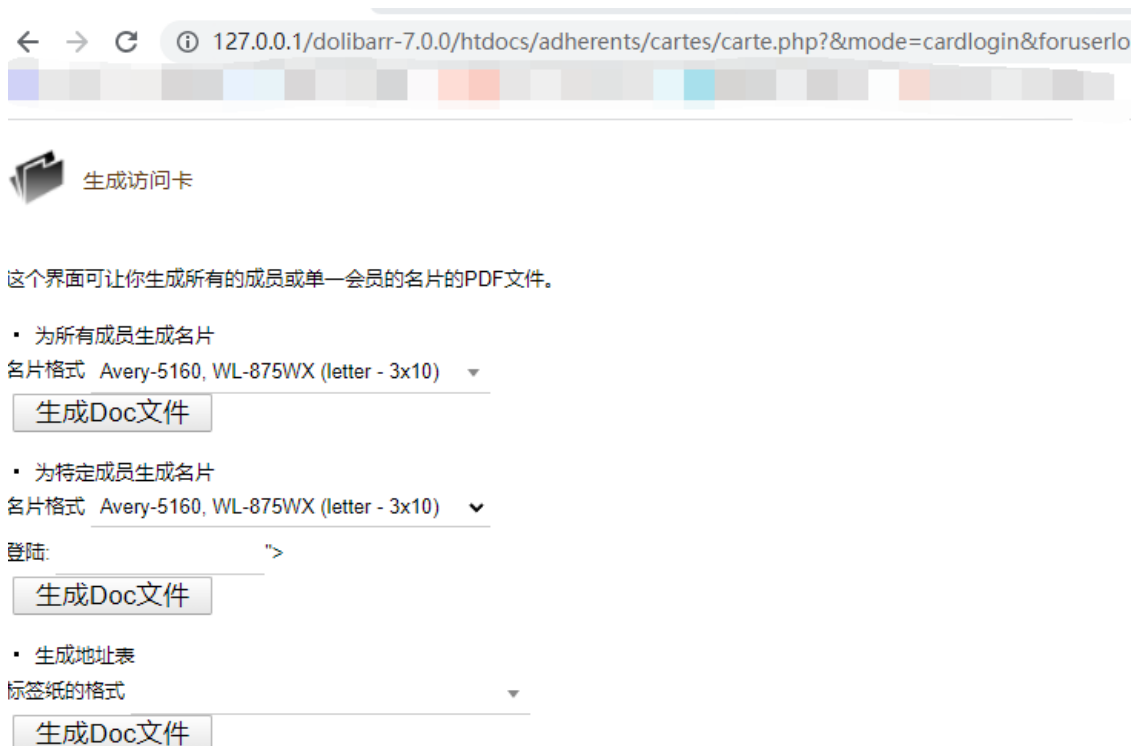 127.0.0.1/dolibarr-7.0.0/htdocs/adherents/cartes/carte.php?&mode=cardlogin&foruserlo
生成访问卡
这个界面可让你生成所有的成员或单一会员的名片的PDF文件。
▪ 为所有成员生成名片
名片格式 Avery-5160, WL-875WX (letter - 3x10)
生成Doc文件
▪ 为特定成员生成名片
名片格式 Avery-5160, WL-875WX (letter - 3x10)
登陆: ">
生成Doc文件
▪ 生成地址表
标签纸的格式
生成Doc文件